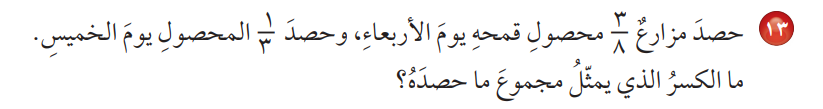 ١٣ حصدَ مزارعٌ ٣/٨ محصولِ قمحهِ يومَ الأربعاءِ، وحصدَ ١/٣ المحصولِ يومَ الخميسِ.
ما الكسرُ الذي يمثّلُ مجموعَ ما حصدَهُ؟